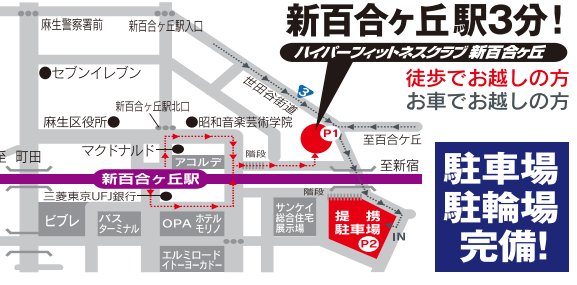 新百合ヶ丘駅3分!
ハイパーフィットネスクラブ新百合ヶ丘
徒歩でお越しの方
お車でお越しの方
麻生警察署前
新百合ヶ丘駅入口
セブンイレブン
世田谷街道
3
新百合ヶ丘駅北口
麻生区役所
昭和音楽芸術学院
P1
至百合ケ丘
至 町田
マクドナルド
アコルデ
階段
至新宿
新百合ヶ丘駅
三菱東京UFJ銀行
階段
ビブレ
バス
ターミナル
OPA
ホテル
モリノ
サンケイ
総合住宅
展示場
提携
駐車場
P2
IN
エルミロード
イトーヨーカドー
駐車場
駐輪場
完備!